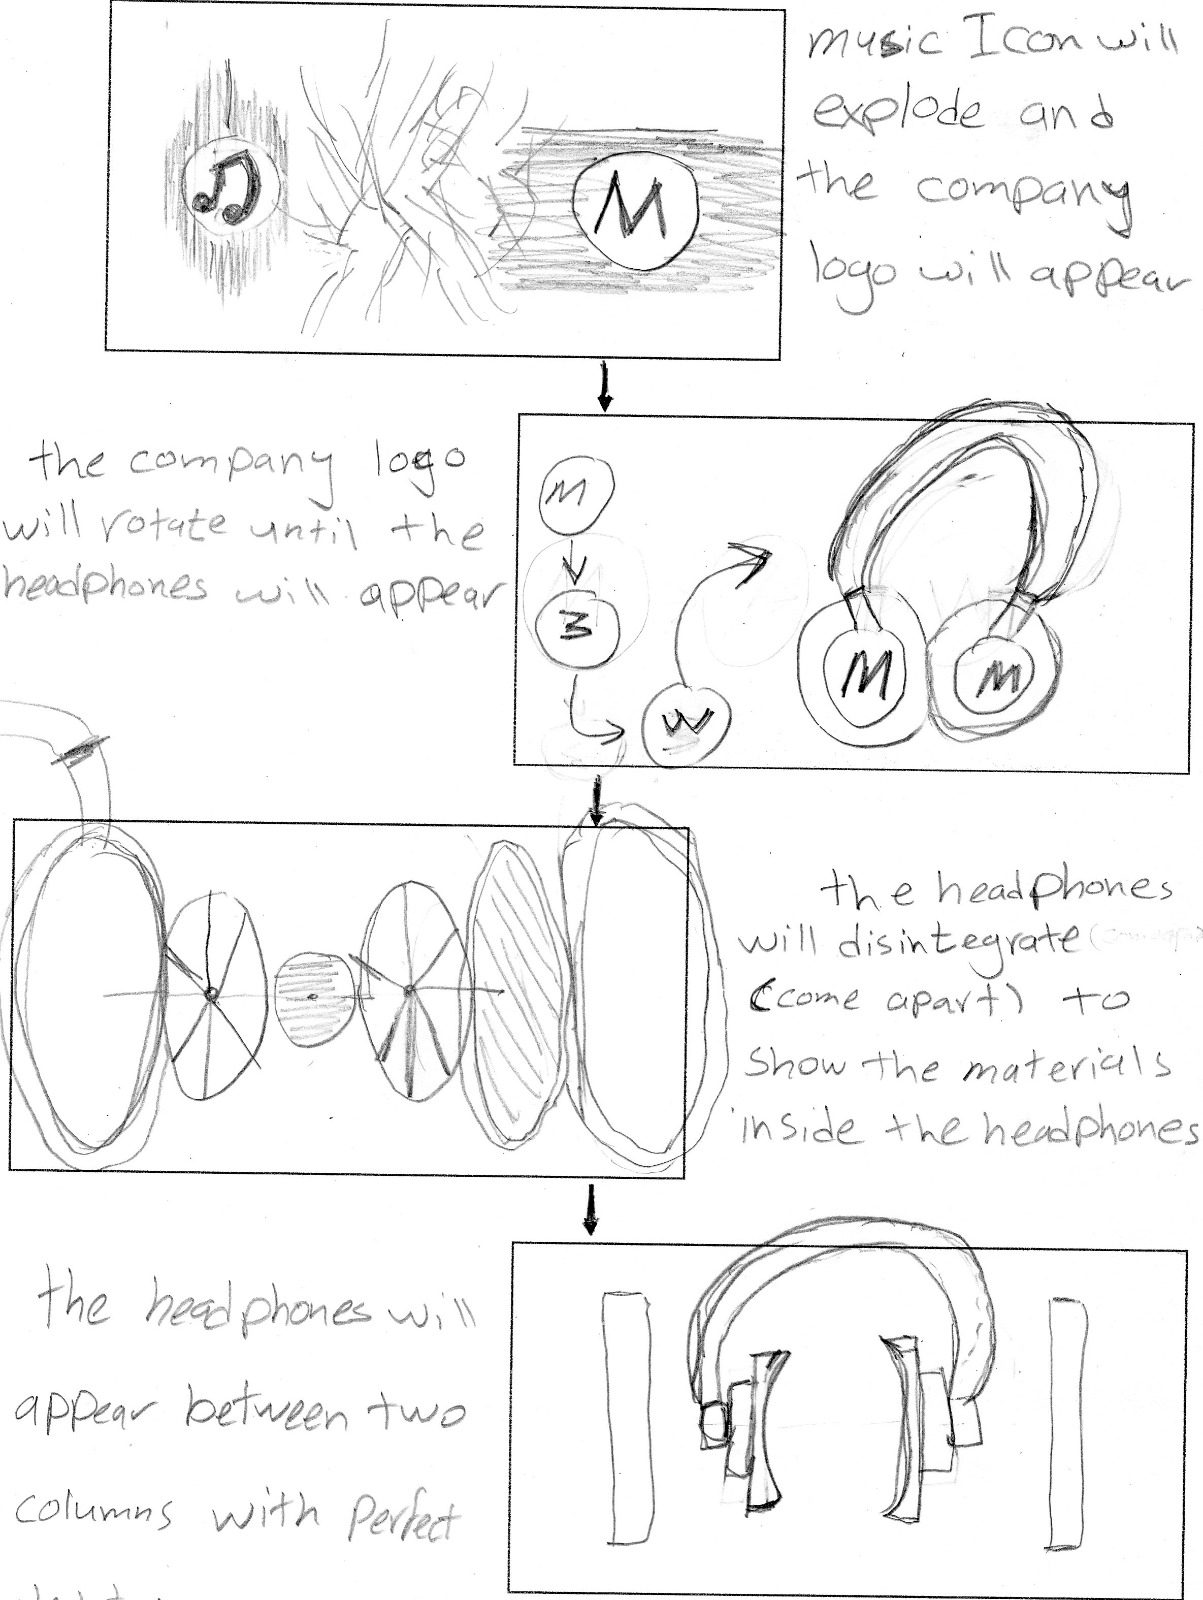 music Icon will
explode and
the company
logo will appear
M
the company logo
will rotate until the
headphones will appear
M
M
W
M
M
the headphones
will disintegrate
(come apart) to
show the materials
inside the headphones
the headphones will
appear between two
columns with perfect